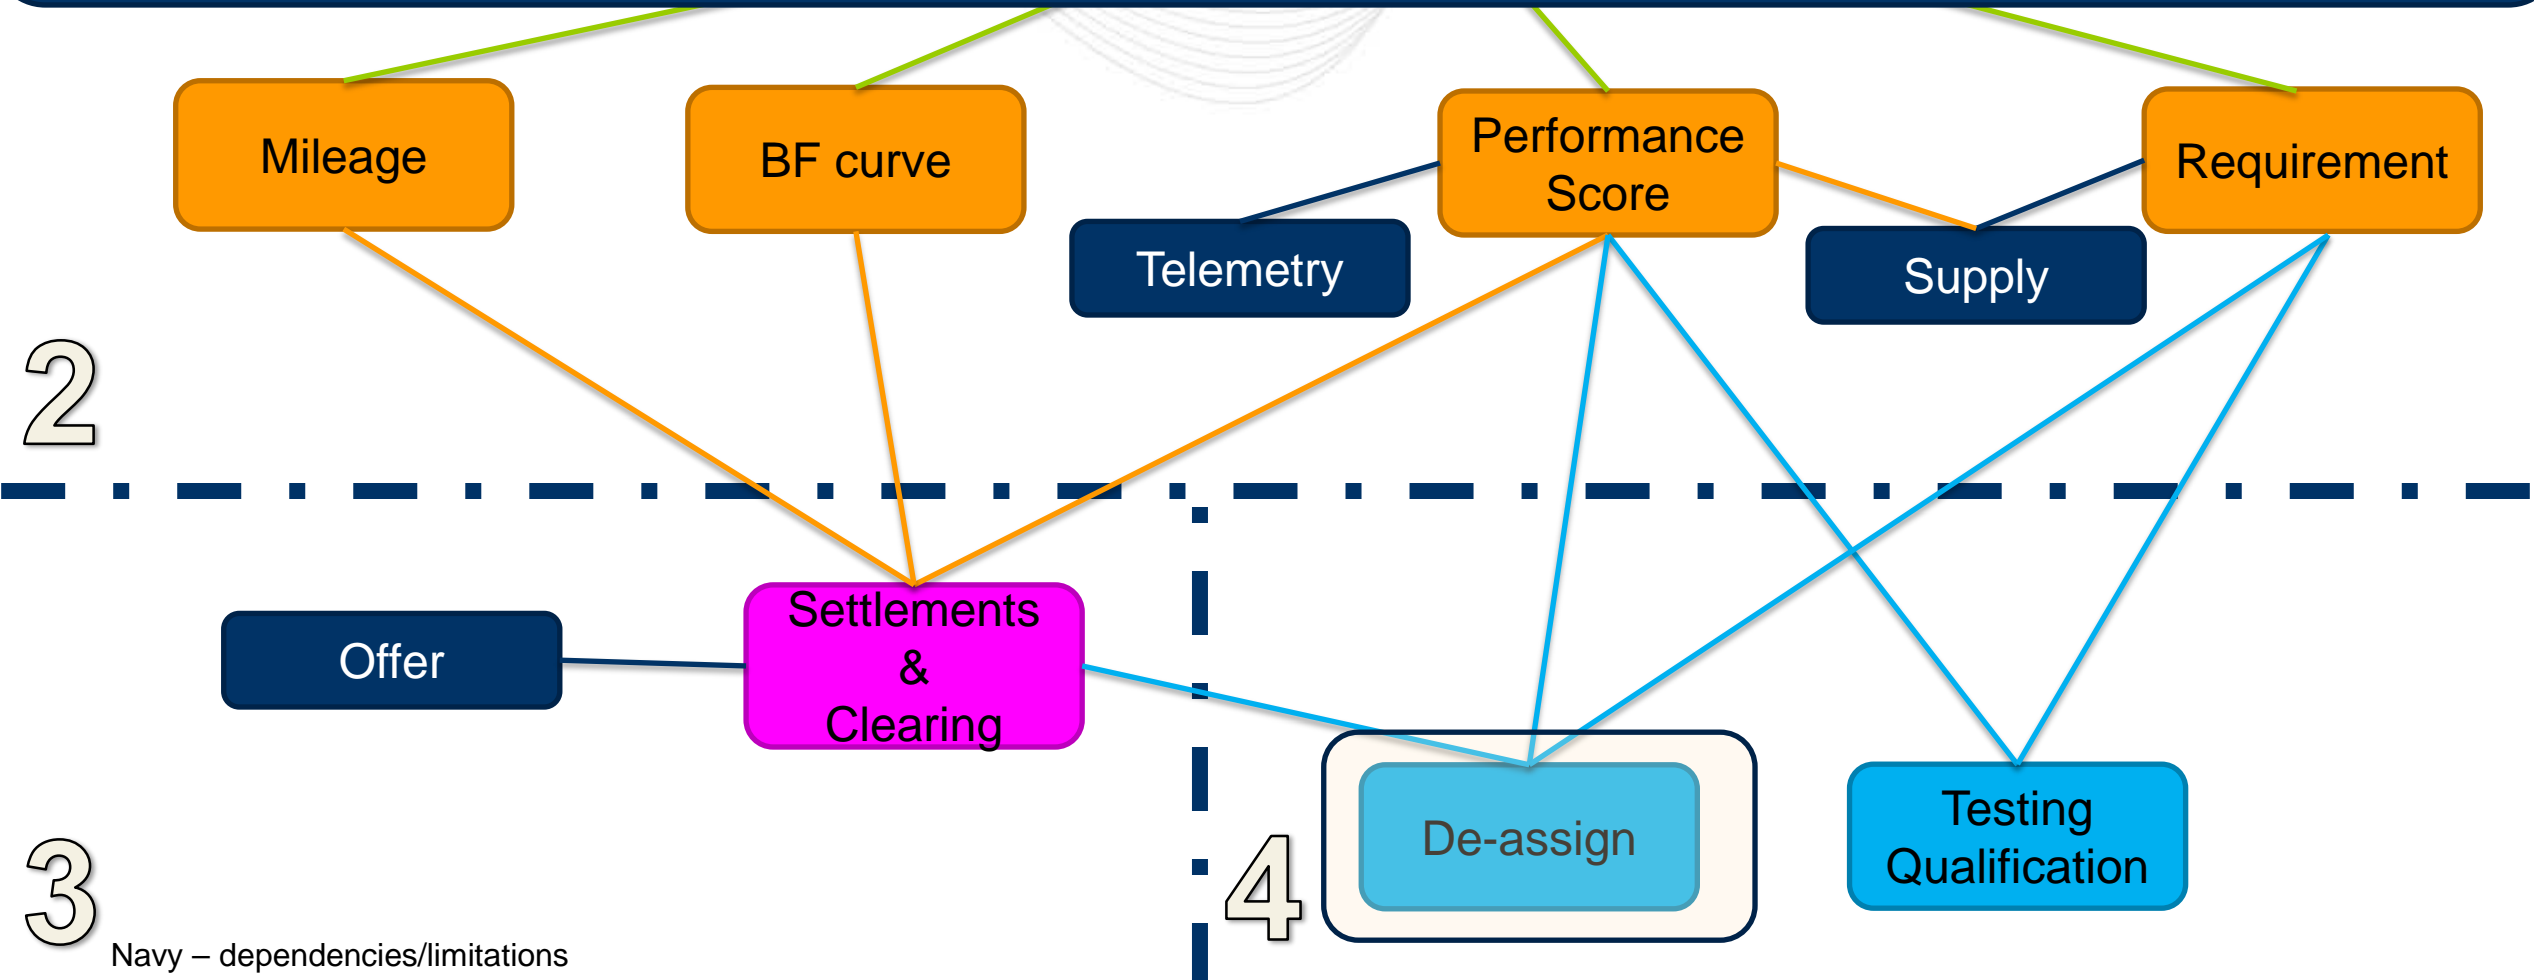 Mileage
BF curve
Performance
Score
Requirement
Telemetry
Supply
2
Offer
Settlements
&
Clearing
De-assign
Testing
Qualification
3
4
Navy – dependencies/limitations